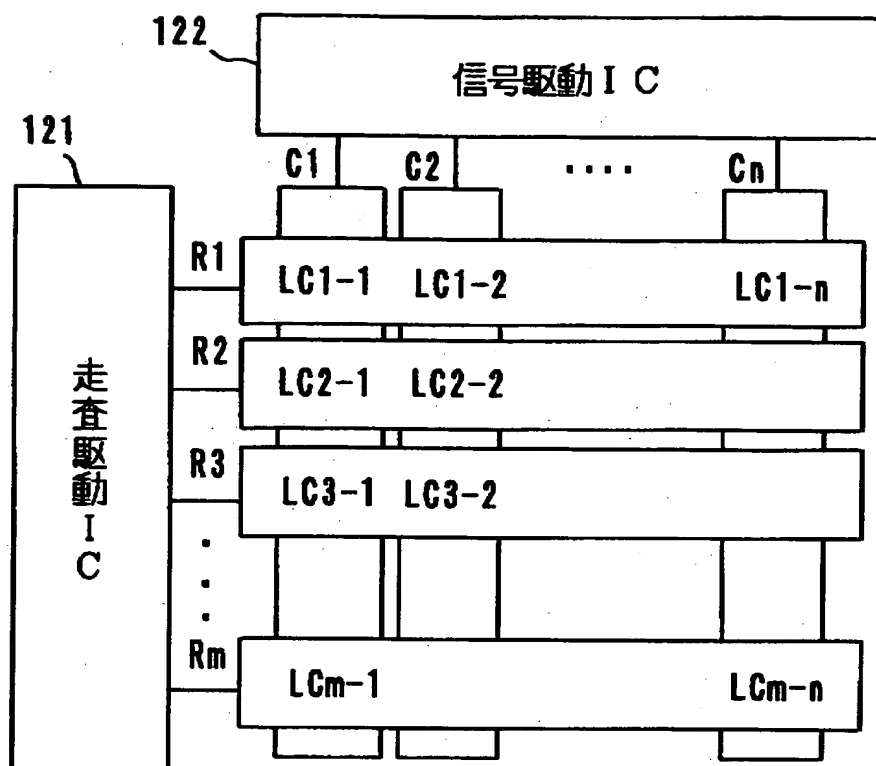 122
信号駆動IC
121
C1 C2 ・・・・ Cn
R1 LC1-1 LC1-2 LC1-n
R2 LC2-1 LC2-2
走査駆動IC
R3 LC3-1 LC3-2
・
・
・
Rm LCm-1 LCm-n